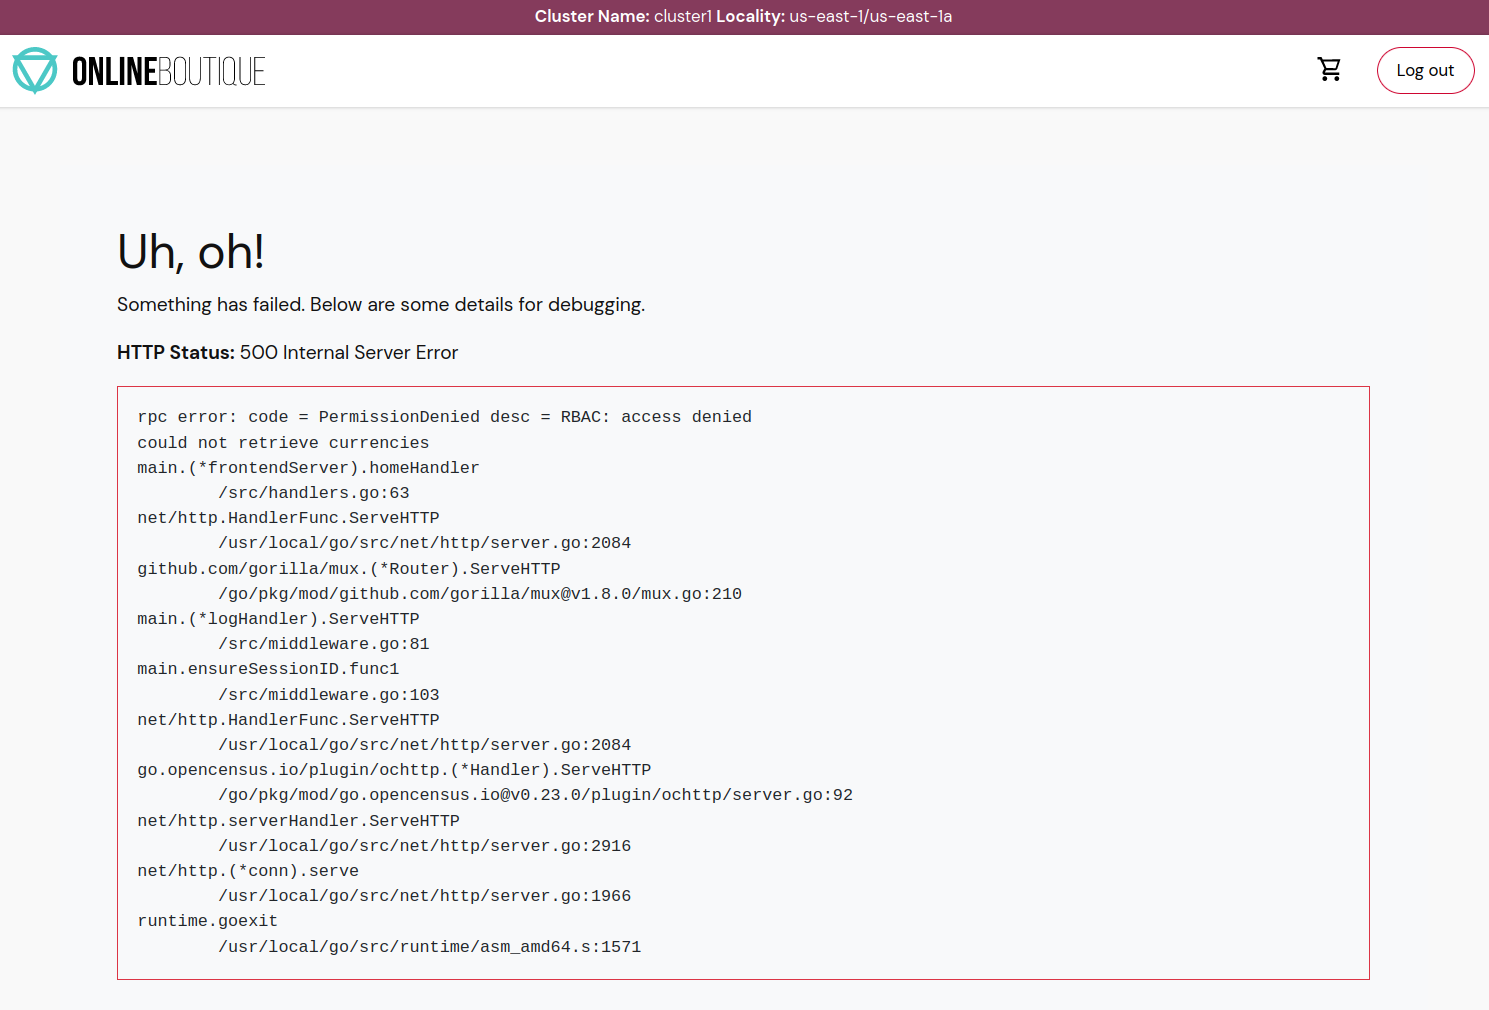 Cluster Name: cluster1 Locality: us-east-1/us-east-1a
ONLINEBOUTIQUE
Log out
Uh, oh!
Something has failed. Below are some details for debugging.
HTTP Status: 500 Internal Server Error
rpc error: code = PermissionDenied desc = RBAC: access denied
could not retrieve currencies
main.(*frontendServer).homeHandler
        /src/handlers.go:63
net/http.HandlerFunc.ServeHTTP
        /usr/local/go/src/net/http/server.go:2084
github.com/gorilla/mux.(*Router).ServeHTTP
        /go/pkg/mod/github.com/gorilla/mux@v1.8.0/mux.go:210
main.(*logHandler).ServeHTTP
        /src/middleware.go:81
main.ensureSessionID.func1
        /src/middleware.go:103
net/http.HandlerFunc.ServeHTTP
        /usr/local/go/src/net/http/server.go:2084
go.opencensus.io/plugin/ochttp.(*Handler).ServeHTTP
        /go/pkg/mod/go.opencensus.io@v0.23.0/plugin/ochttp/server.go:92
net/http.serverHandler.ServeHTTP
        /usr/local/go/src/net/http/server.go:2916
net/http.(*conn).serve
        /usr/local/go/src/net/http/server.go:1966
runtime.goexit
        /usr/local/go/src/runtime/asm_amd64.s:1571